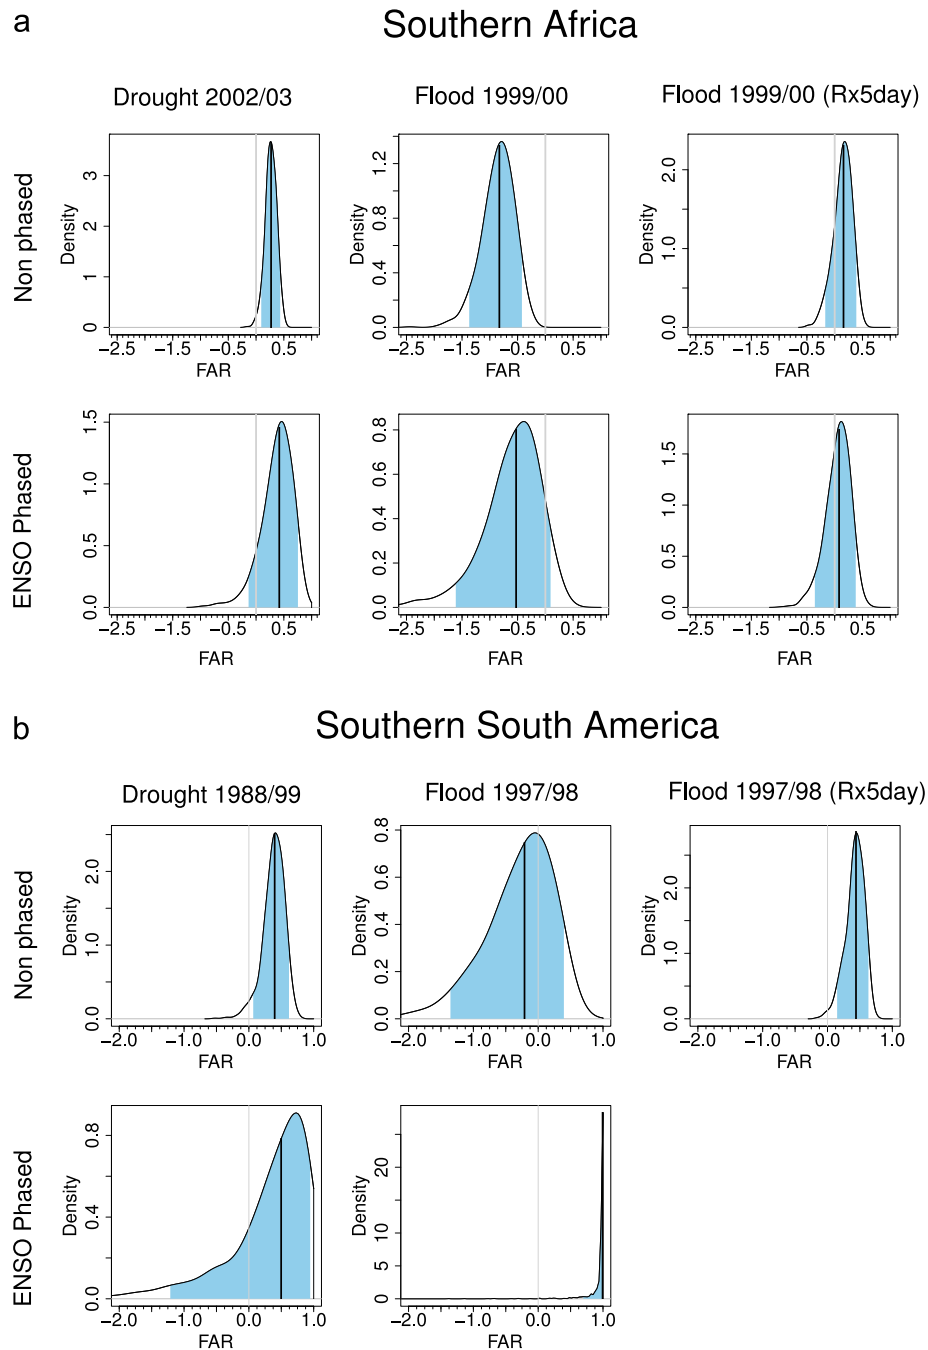 a
Southern Africa
Drought 2002/03
Flood 1999/00
Flood 1999/00 (Rx5day)
Non phased
Density
0 1 2 3
−2.5 −1.5 −0.5 0.5
FAR
Density
0.0 0.4 0.8 1.2
−2.5 −1.5 −0.5 0.5
FAR
Density
0.0 1.0 2.0
−2.5 −1.5 −0.5 0.5
FAR
ENSO Phased
Density
0.0 0.5 1.0 1.5
−2.5 −1.5 −0.5 0.5
FAR
Density
0.0 0.2 0.4 0.6 0.8
−2.5 −1.5 −0.5 0.5
FAR
Density
0.0 0.5 1.0 1.5
−2.5 −1.5 −0.5 0.5
FAR
b
Southern South America
Drought 1988/99
Flood 1997/98
Flood 1997/98 (Rx5day)
Non phased
Density
0.0 1.0 2.0
−2.0 −1.0 0.0 1.0
FAR
Density
0.0 0.2 0.4 0.6 0.8
−2.0 −1.0 0.0 1.0
FAR
Density
0.0 1.0 2.0
−2.0 −1.0 0.0 1.0
FAR
ENSO Phased
Density
0.0 0.4 0.8
−2.0 −1.0 0.0 1.0
FAR
Density
0 5 10 20
−2.0 −1.0 0.0 1.0
FAR